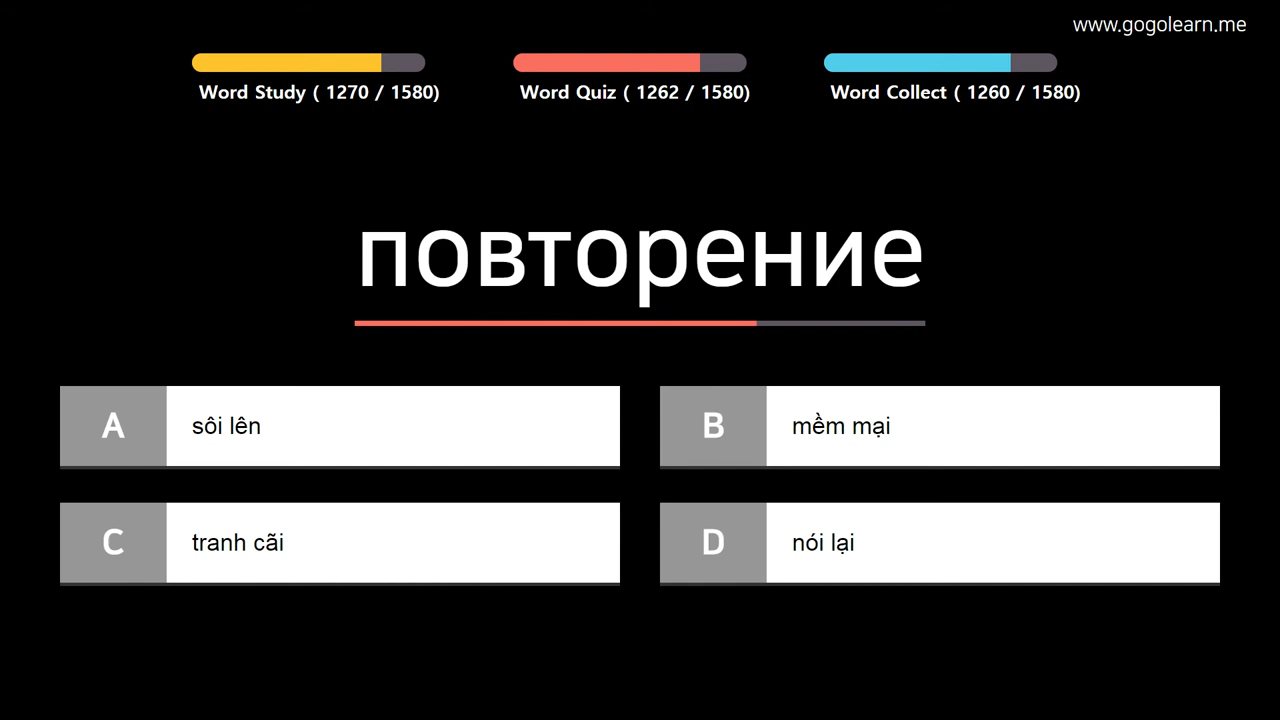 www.gogolearn.me
Word Study ( 1270 / 1580)
Word Quiz ( 1262 / 1580)
Word Collect ( 1260 / 1580)
повторение
A
sôi lên
B
mềm mại
C
tranh cãi
D
nói lại